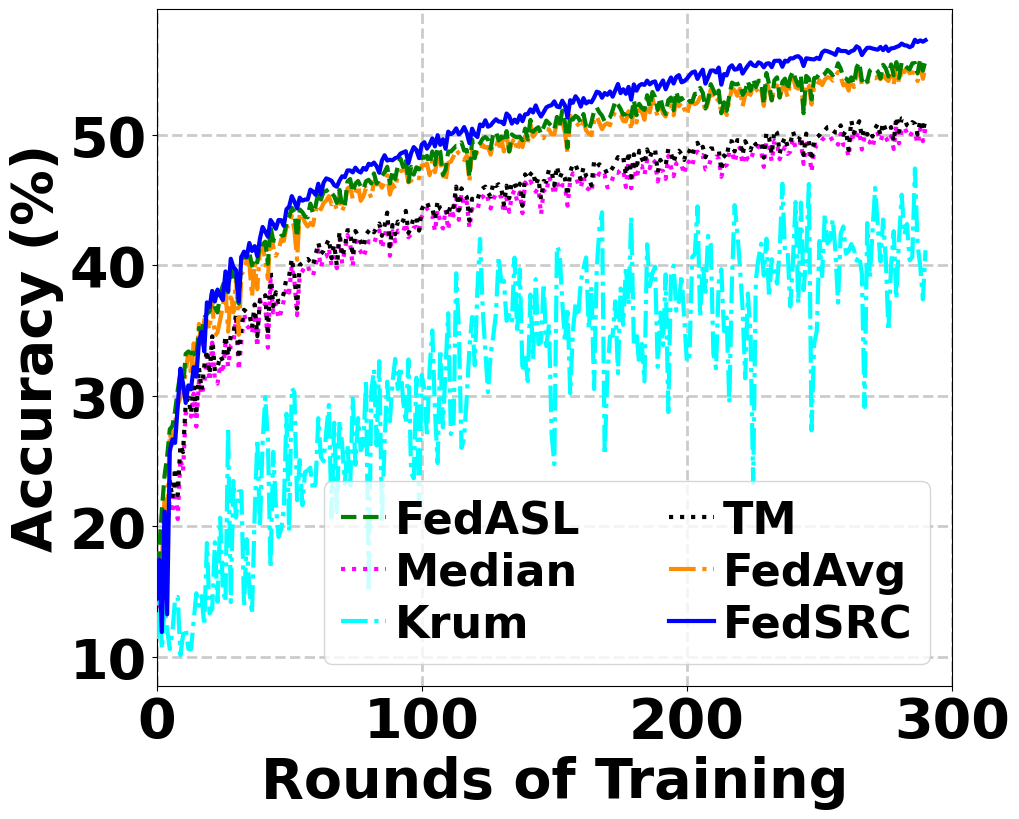 Accuracy (%)
50
40
30
20
10
FedASL
Median
Krum
TM
FedAvg
FedSRC
0 100 200 300
Rounds of Training